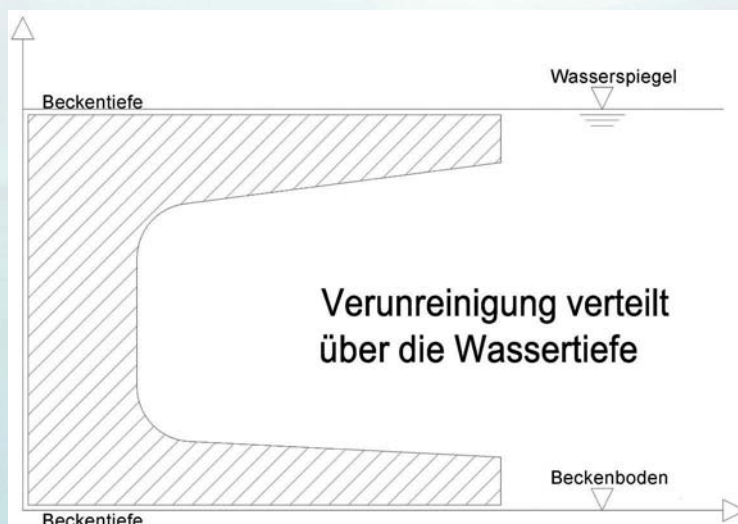 Wasserspiegel
Beckentiefe
Verunreinigung verteilt
über die Wassertiefe
Beckenboden
Beckentiefe